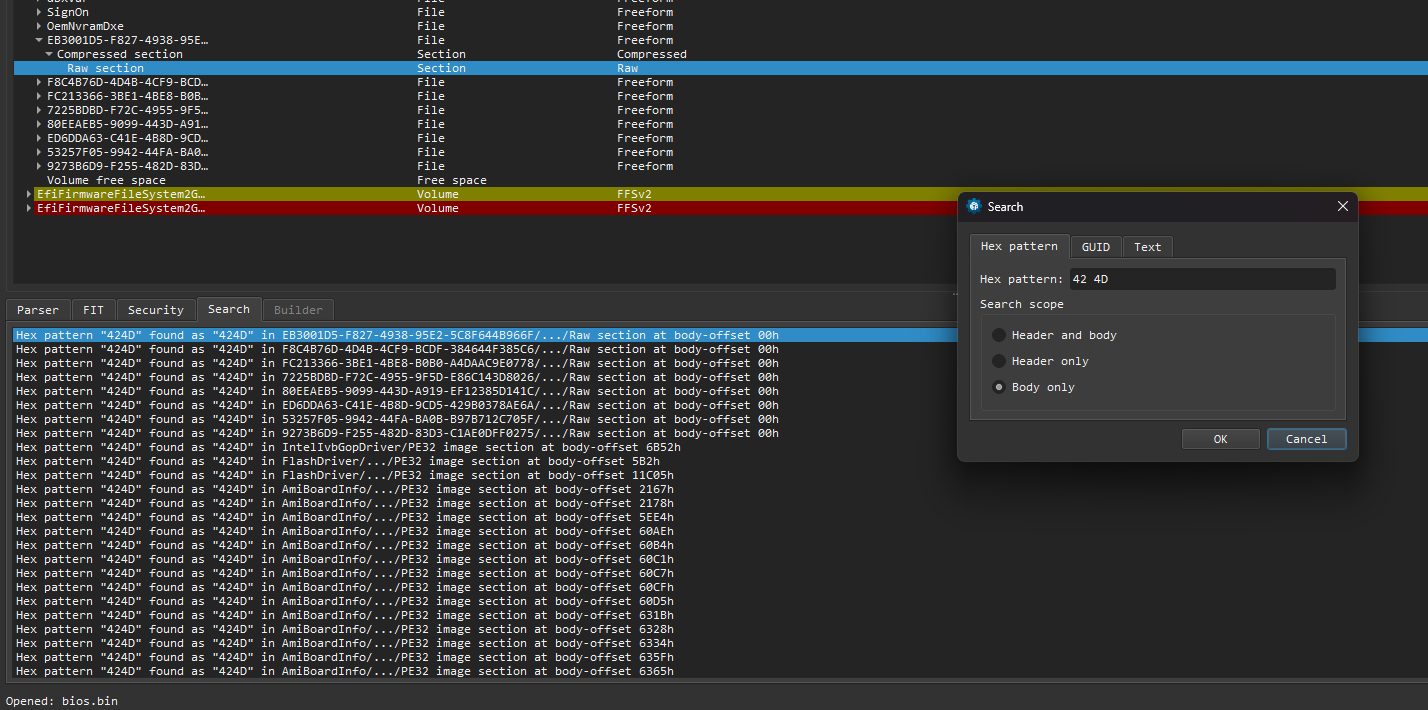 File Freeform
SignOn File Freeform
OemNvramDxe File Freeform
EB3001D5-F827-4938-95E… File Freeform
Compressed section Section Compressed
Raw section Section Raw
F8C4B76D-4D4B-4CF9-BCD… File Freeform
FC213366-3BE1-4BE8-B0B… File Freeform
7225BDBD-F72C-4955-9F5… File Freeform
80EEAEB5-9099-443D-A91… File Freeform
ED6DDA63-C41E-4B8D-9CD… File Freeform
53257F05-9942-44FA-BA0… File Freeform
9273B6D9-F255-482D-83D… File Freeform
Volume free space Free space
EfiFirmwareFileSystem2G… Volume FFSv2
EfiFirmwareFileSystem2G… Volume FFSv2
Parser FIT Security Search Builder
Hex pattern "424D" found as "424D" in EB3001D5-F827-4938-95E2-5C8F644B966F/.../Raw section at body-offset 00h
Hex pattern "424D" found as "424D" in F8C4B76D-4D4B-4CF9-BCDF-384644F385C6/.../Raw section at body-offset 00h
Hex pattern "424D" found as "424D" in FC213366-3BE1-4BE8-B0B0-A4DAAC9E0778/.../Raw section at body-offset 00h
Hex pattern "424D" found as "424D" in 7225BDBD-F72C-4955-9F5D-E86C143D8026/.../Raw section at body-offset 00h
Hex pattern "424D" found as "424D" in 80EEAEB5-9099-443D-A919-EF12385D141C/.../Raw section at body-offset 00h
Hex pattern "424D" found as "424D" in ED6DDA63-C41E-4B8D-9CD5-429B0378AE6A/.../Raw section at body-offset 00h
Hex pattern "424D" found as "424D" in 53257F05-9942-44FA-BA0B-B97B712C705F/.../Raw section at body-offset 00h
Hex pattern "424D" found as "424D" in 9273B6D9-F255-482D-83D3-C1AE0DFF0275/.../Raw section at body-offset 00h
Hex pattern "424D" found as "424D" in IntelIvbGopDriver/PE32 image section at body-offset 6B52h
Hex pattern "424D" found as "424D" in FlashDriver/.../PE32 image section at body-offset 5B2h
Hex pattern "424D" found as "424D" in FlashDriver/.../PE32 image section at body-offset 11C05h
Hex pattern "424D" found as "424D" in AmiBoardInfo/.../PE32 image section at body-offset 2167h
Hex pattern "424D" found as "424D" in AmiBoardInfo/.../PE32 image section at body-offset 2178h
Hex pattern "424D" found as "424D" in AmiBoardInfo/.../PE32 image section at body-offset 5EE4h
Hex pattern "424D" found as "424D" in AmiBoardInfo/.../PE32 image section at body-offset 60AEh
Hex pattern "424D" found as "424D" in AmiBoardInfo/.../PE32 image section at body-offset 60B4h
Hex pattern "424D" found as "424D" in AmiBoardInfo/.../PE32 image section at body-offset 60C1h
Hex pattern "424D" found as "424D" in AmiBoardInfo/.../PE32 image section at body-offset 60C7h
Hex pattern "424D" found as "424D" in AmiBoardInfo/.../PE32 image section at body-offset 60CFh
Hex pattern "424D" found as "424D" in AmiBoardInfo/.../PE32 image section at body-offset 60D5h
Hex pattern "424D" found as "424D" in AmiBoardInfo/.../PE32 image section at body-offset 631Bh
Hex pattern "424D" found as "424D" in AmiBoardInfo/.../PE32 image section at body-offset 6328h
Hex pattern "424D" found as "424D" in AmiBoardInfo/.../PE32 image section at body-offset 6334h
Hex pattern "424D" found as "424D" in AmiBoardInfo/.../PE32 image section at body-offset 635Fh
Hex pattern "424D" found as "424D" in AmiBoardInfo/.../PE32 image section at body-offset 6365h
Opened: bios.bin
Search
Hex pattern GUID Text
Hex pattern: 42 4D
Search scope
Header and body
Header only
Body only
OK Cancel